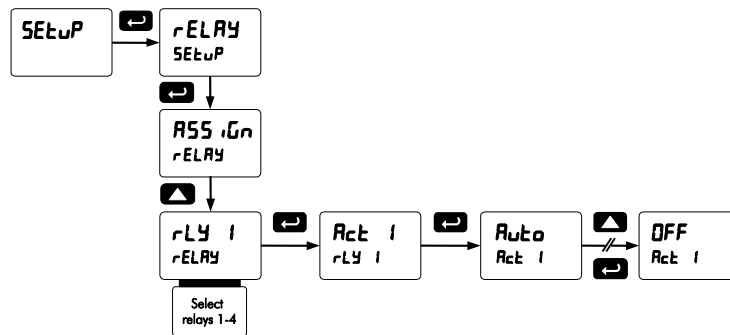 SEtuP
rELAY
SEtuP
ASSiGn
rELAY
rLY 1
rELAY
Act 1
rLY 1
Auto
Act 1
OFF
Act 1
Select
relays 1-4